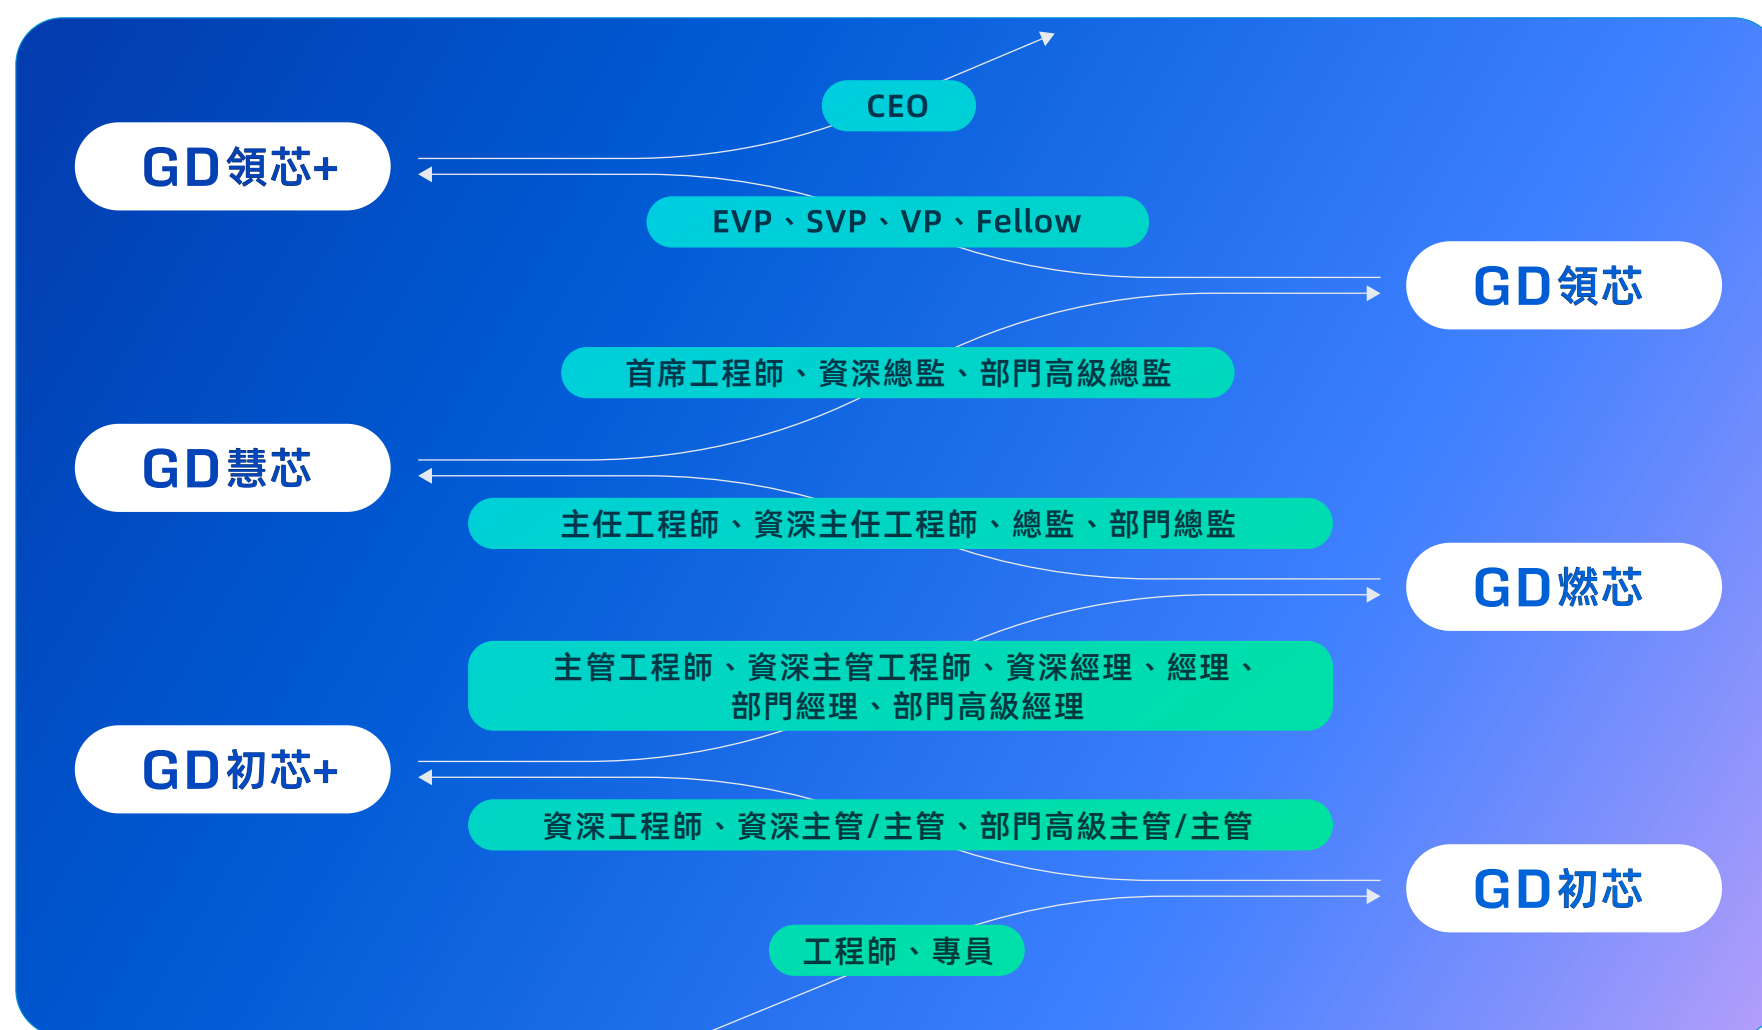 CEO
GD領芯+
EVP、SVP、VP、Fellow
GD領芯
首席工程師、資深總監、部門高級總監
GD慧芯
主任工程師、資深主任工程師、總監、部門總監
GD燃芯
主管工程師、資深主管工程師、資深經理、經理、
部門經理、部門高級經理
GD初芯+
資深工程師、資深主管/主管、部門高級主管/主管
GD初芯
工程師、專員